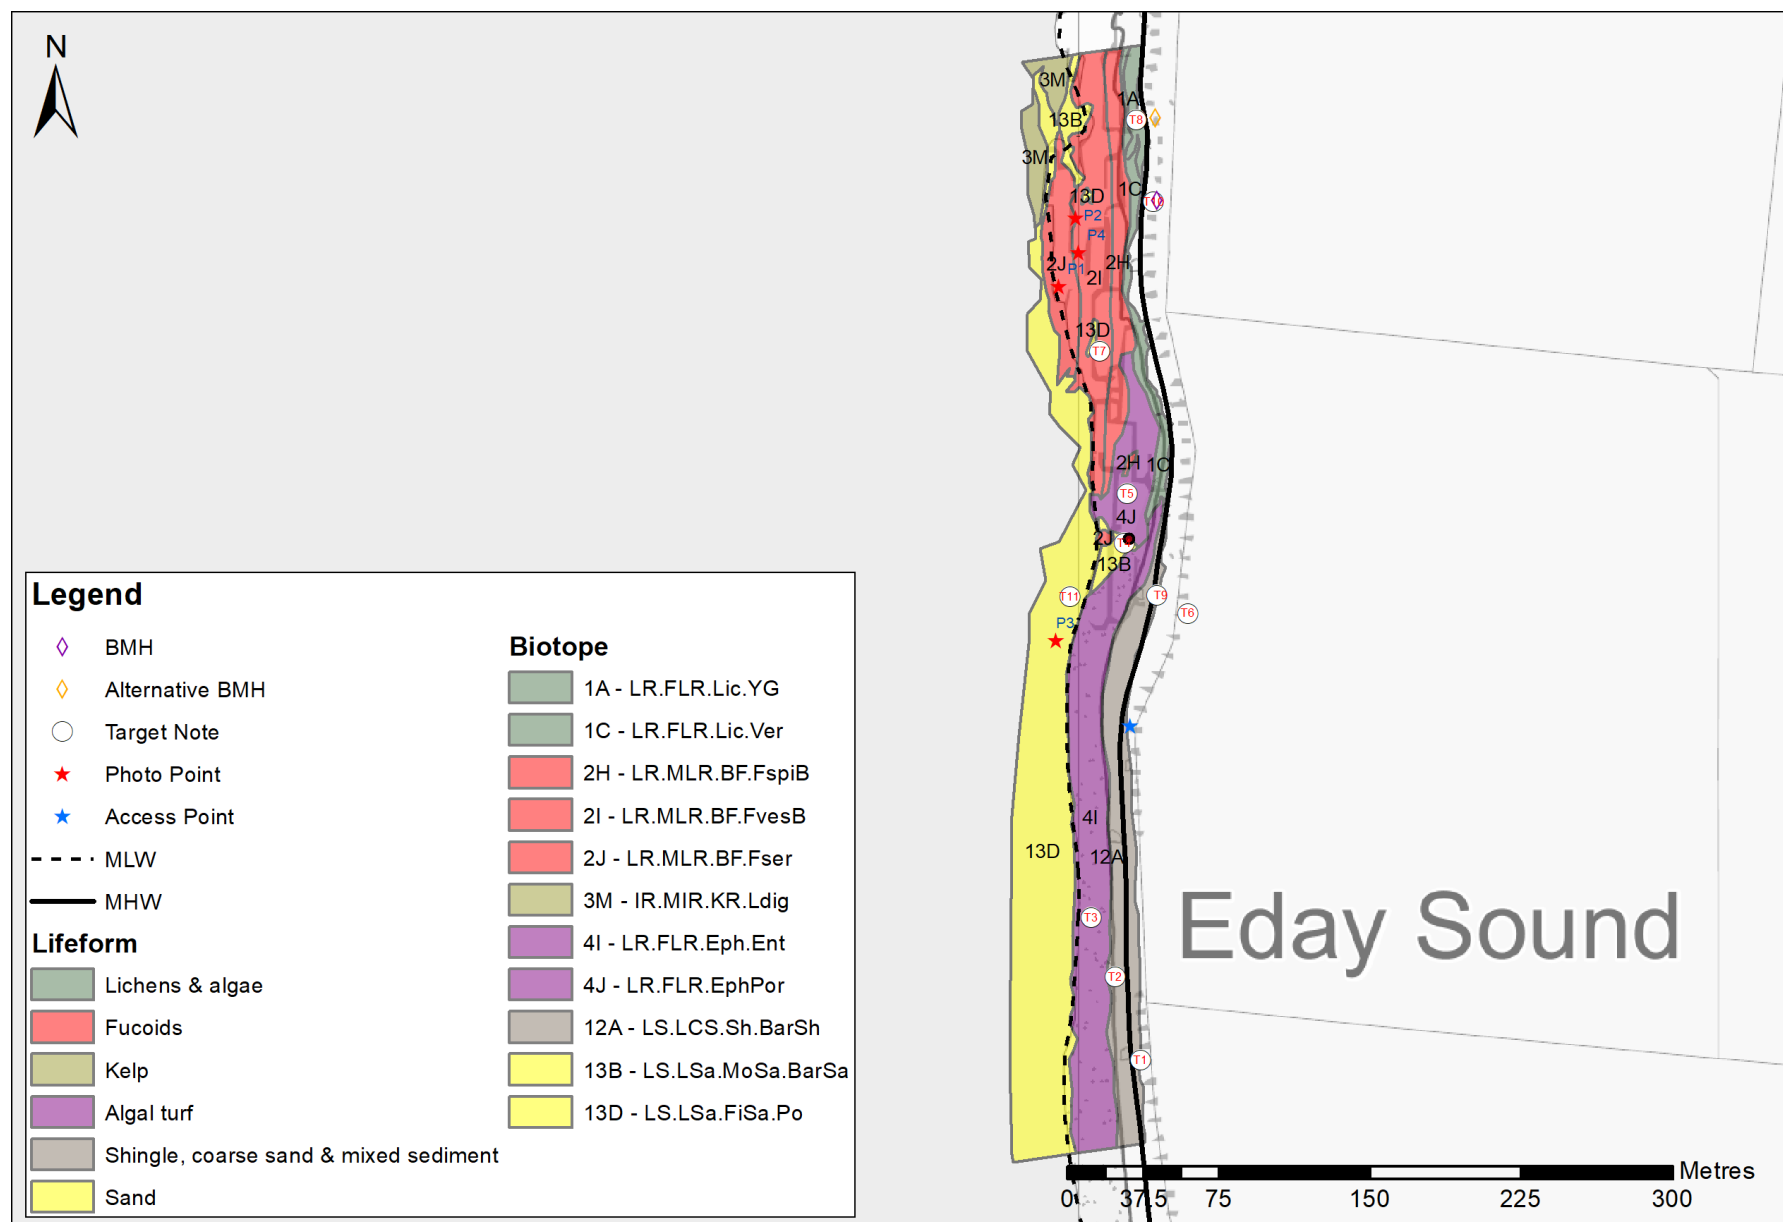 N
3M
1A
T8
13B
3M
1C
13D
P2
P4
2J
P1
2H
2I
13D
T7
2H
1C
T5
4J
2J
13B
T11
T9
T6
P3
4I
13D
12A
T3
T2
T1
Eday Sound
Legend
BMH
Alternative BMH
Target Note
Photo Point
Access Point
MLW
MHW
Lifeform
Lichens & algae
Fucoids
Kelp
Algal turf
Shingle, coarse sand & mixed sediment
Sand
Biotope
1A - LR.FLR.Lic.YG
1C - LR.FLR.Lic.Ver
2H - LR.MLR.BF.FspiB
2I - LR.MLR.BF.FvesB
2J - LR.MLR.BF.Fser
3M - IR.MIR.KR.Ldig
4I - LR.FLR.Eph.Ent
4J - LR.FLR.EphPor
12A - LS.LCS.Sh.BarSh
13B - LS.LSa.MoSa.BarSa
13D - LS.LSa.FiSa.Po
Metres
0 37.5 75 150 225 300